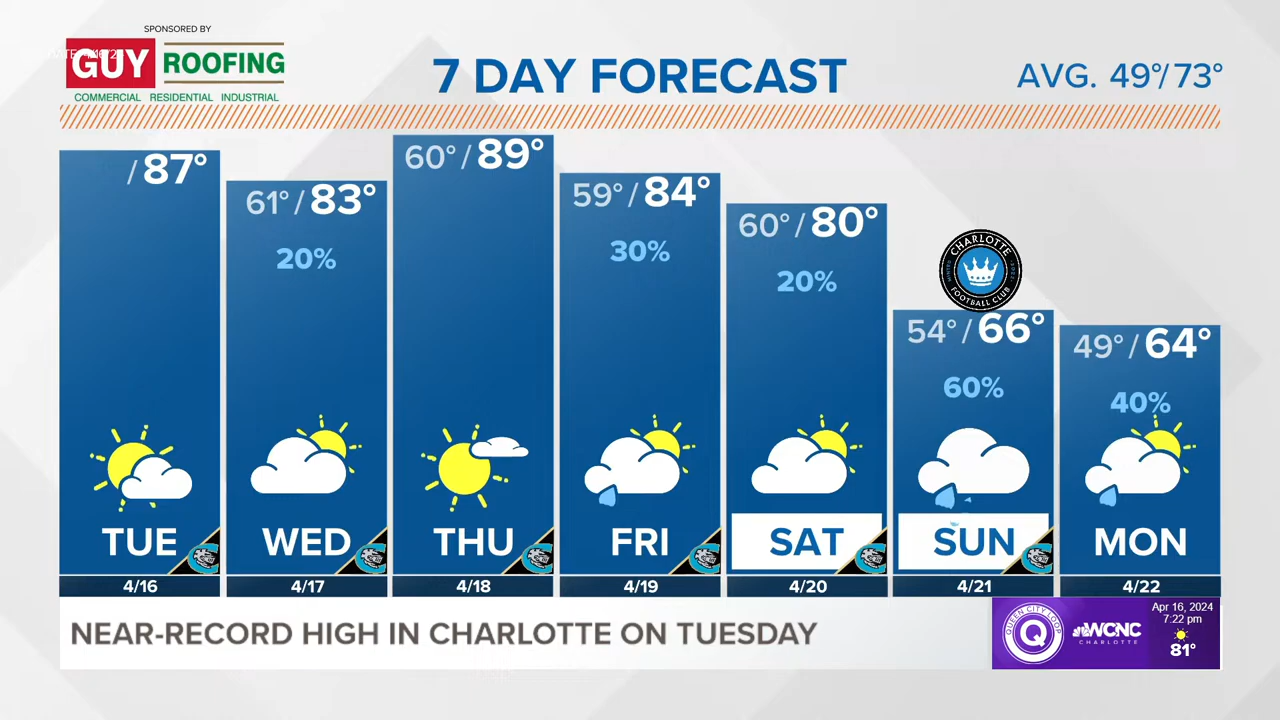 SPONSORED BY
GUY ROOFING
COMMERCIAL RESIDENTIAL INDUSTRIAL
7 DAY FORECAST
AVG. 49°/73°
/87°
61°/83°
20%
60°/89°
59°/84°
30%
60°/80°
20%
CHARLOTTE
FOOTBALL CLUB
54°/66°
60%
49°/64°
40%
TUE
WED
THU
FRI
SAT
SUN
MON
4/16
4/17
4/18
4/19
4/20
4/21
4/22
NEAR-RECORD HIGH IN CHARLOTTE ON TUESDAY
QUEEN CITY LOOP
Q
WCNC
CHARLOTTE
Apr 16, 2024
7:22 pm
81°